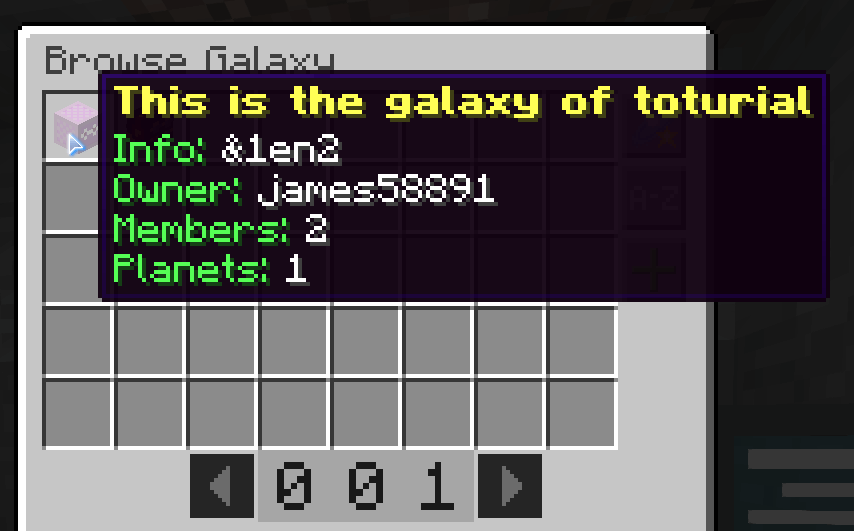 Browse Galaxy
This is the galaxy of toturial
Info: &1en2
Owner: james58891
Members: 2
Planets: 1
A-Z
0 0 1